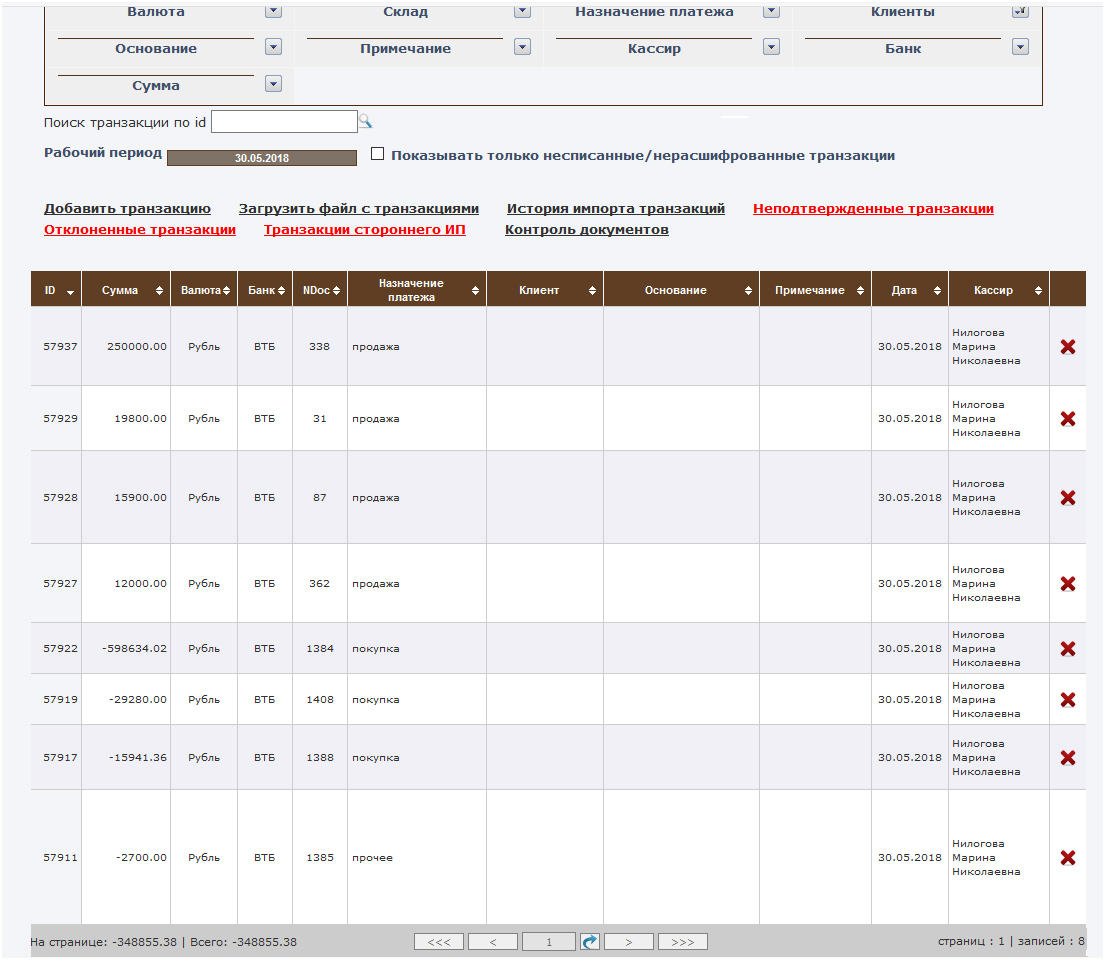 Валюта Склад Назначение платежа Клиенты
Основание Примечание Кассир Банк
Сумма
Поиск транзакции по id
Рабочий период 30.05.2018 Показывать только несписанные/нерасшифрованные транзакции
Добавить транзакцию Загрузить файл с транзакциями История импорта транзакций Неподтвержденные транзакции
Отклоненные транзакции Транзакции стороннего ИП Контроль документов
ID Сумма Валюта Банк NDoc Назначение платежа Клиент Основание Примечание Дата Кассир
57937 250000.00 Рубль ВТБ 338 продажа 30.05.2018 Нилогова Марина Николаевна
57929 19800.00 Рубль ВТБ 31 продажа 30.05.2018 Нилогова Марина Николаевна
57928 15900.00 Рубль ВТБ 87 продажа 30.05.2018 Нилогова Марина Николаевна
57927 12000.00 Рубль ВТБ 362 продажа 30.05.2018 Нилогова Марина Николаевна
57922 -598634.02 Рубль ВТБ 1384 покупка 30.05.2018 Нилогова Марина Николаевна
57919 -29280.00 Рубль ВТБ 1408 покупка 30.05.2018 Нилогова Марина Николаевна
57917 -15941.36 Рубль ВТБ 1388 покупка 30.05.2018 Нилогова Марина Николаевна
57911 -2700.00 Рубль ВТБ 1385 прочее 30.05.2018 Нилогова Марина Николаевна
На странице: -348855.38 | Всего: -348855.38 <<< < 1 > >>> страниц : 1 | записей : 8